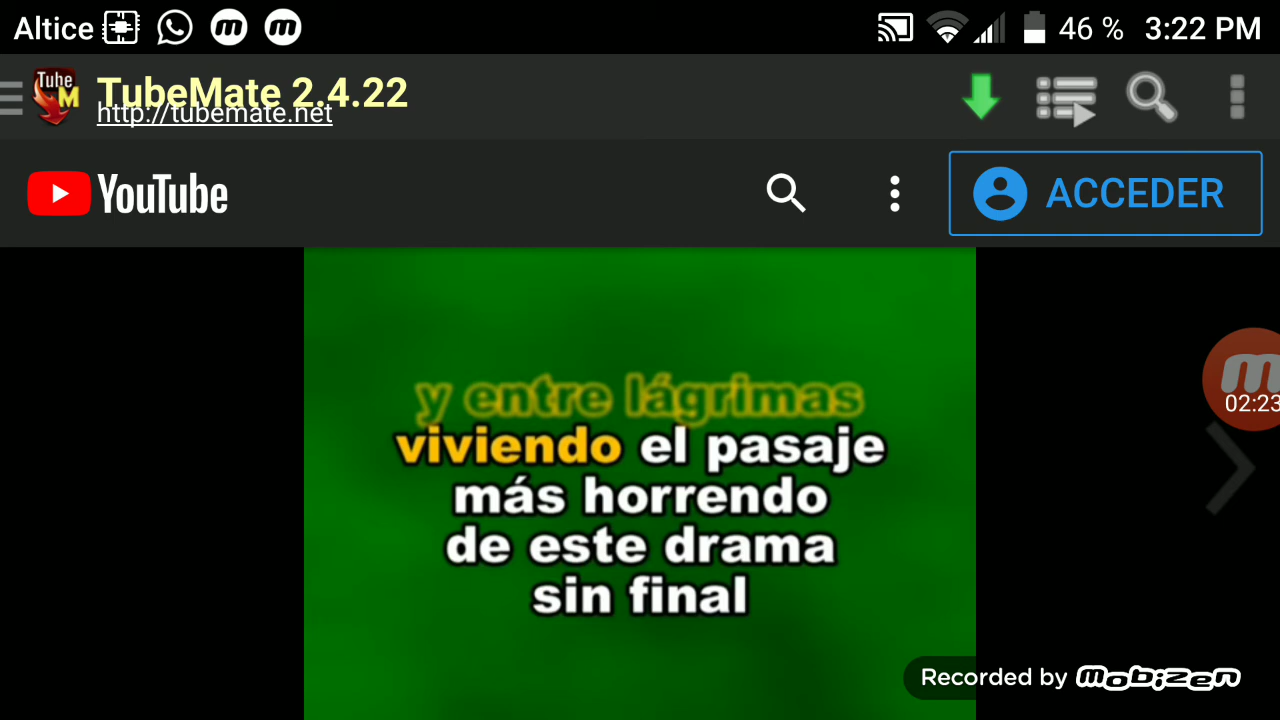 Altice 46 % 3:22 PM
Tube M TubeMate 2.4.22
http://tubemate.net
YouTube ACCEDER
y entre lágrimas
viviendo el pasaje
más horrendo
de este drama
sin final
02:23
Recorded by mobizen